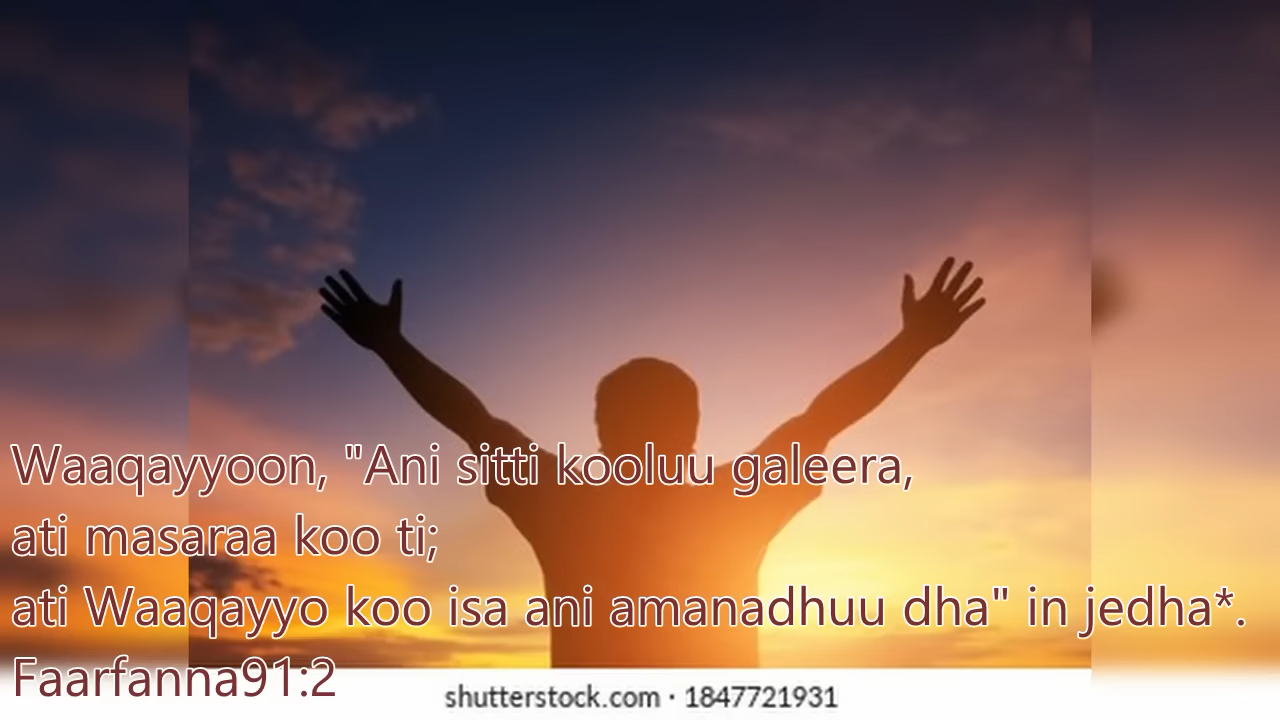 Waaqayyoon, "Ani sitti kooluu galeera,
ati masaraa koo ti;
ati Waaqayyo koo isa ani amanadhuu dha" in jedha*.
Faarfanna91:2
shutterstock.com · 1847721931